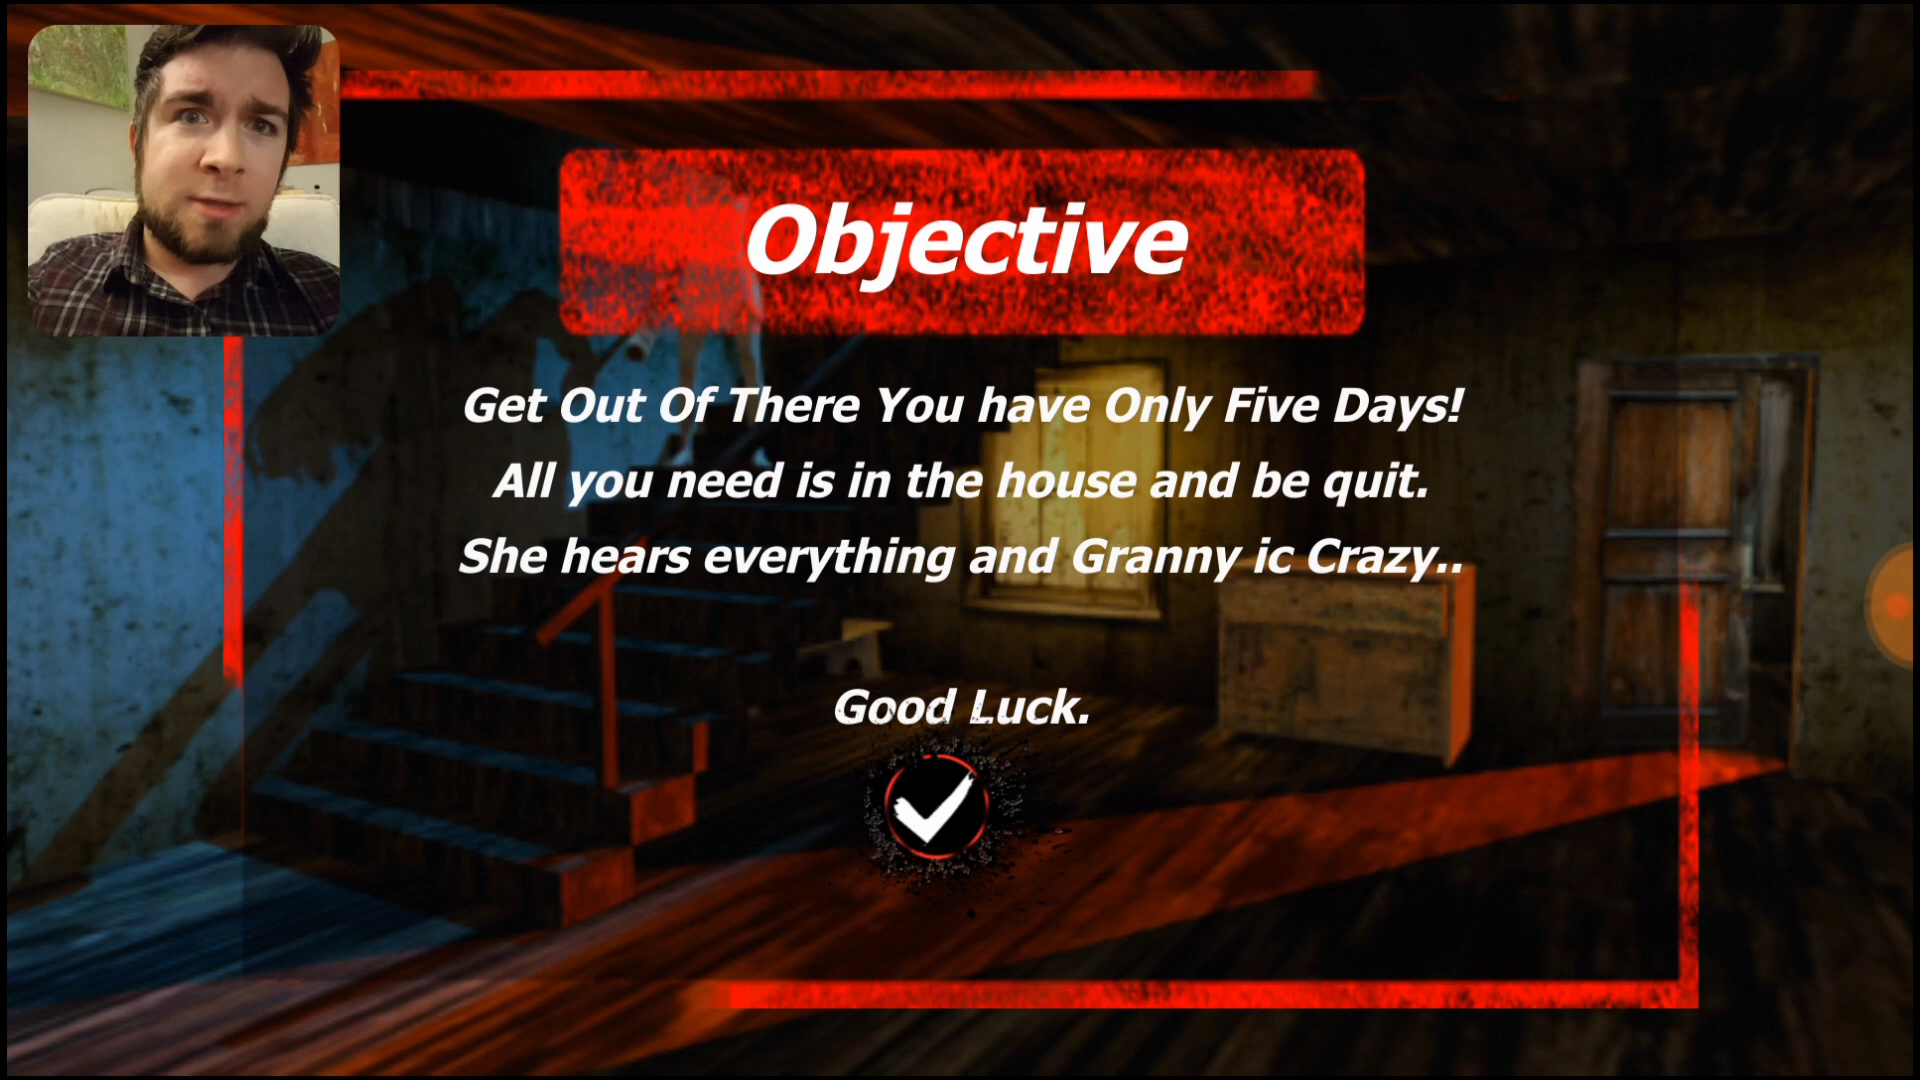 Objective
Get Out Of There You have Only Five Days!
All you need is in the house and be quit.
She hears everything and Granny ic Crazy..
Good Luck.